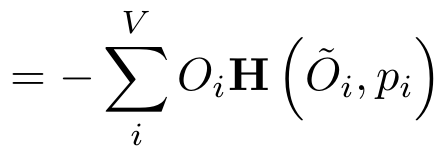 = - \sum_{i}^{V} O_i \mathbf{H} \left( \tilde{O}_i, p_i \right)